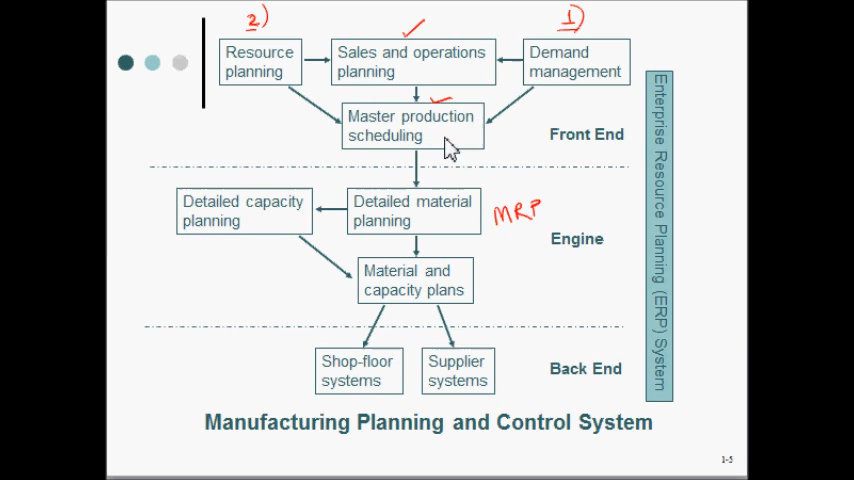 2)
1)
Resource
planning
Sales and operations
planning
Demand
management
Master production
scheduling
Front End
Detailed capacity
planning
Detailed material
planning
MRP
Engine
Material and
capacity plans
Shop-floor
systems
Supplier
systems
Back End
Enterprise Resource Planning (ERP) System
Manufacturing Planning and Control System
1-5